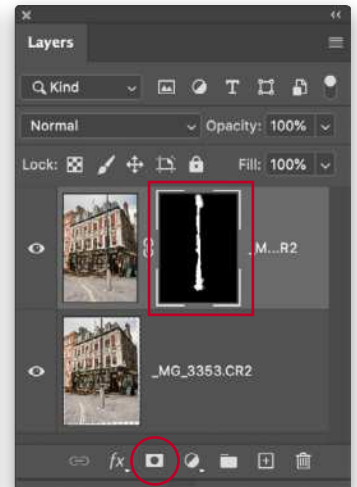 Layers
Kind
Normal Opacity: 100%
Lock: Fill: 100%
_M...R2
_MG_3353.CR2
fx